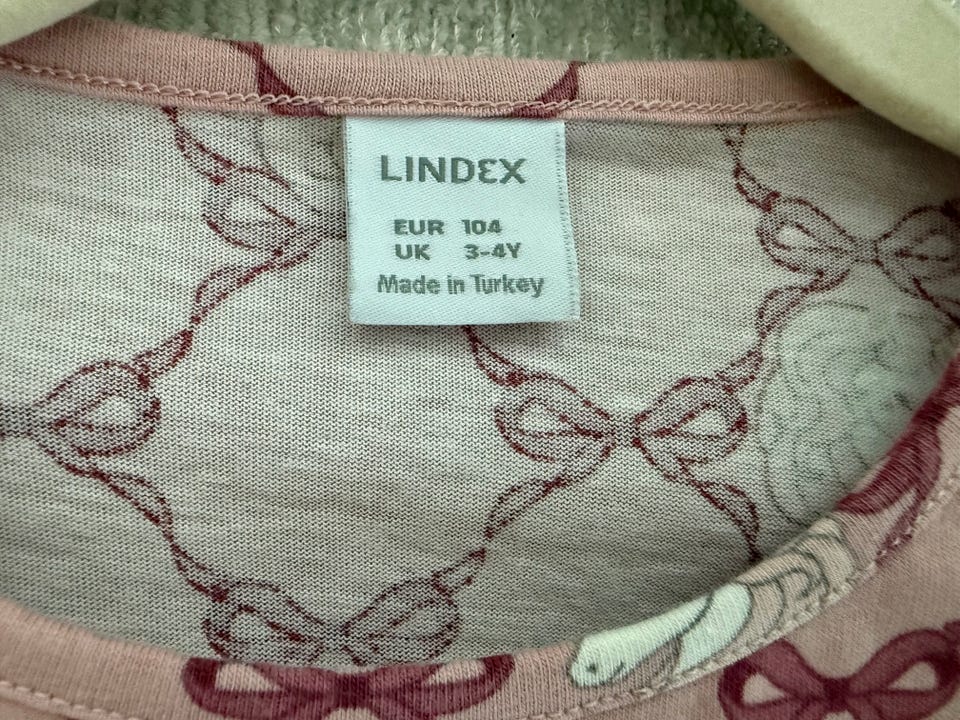 LINDEX
EUR 104
UK 3-4Y
Made in Turkey